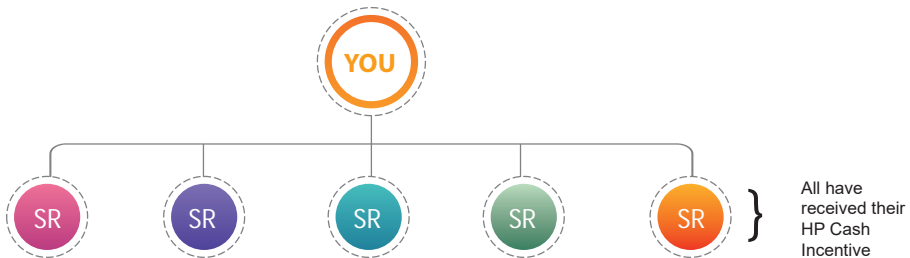 YOU
SR
SR
SR
SR
SR
All have
received their
HP Cash
Incentive